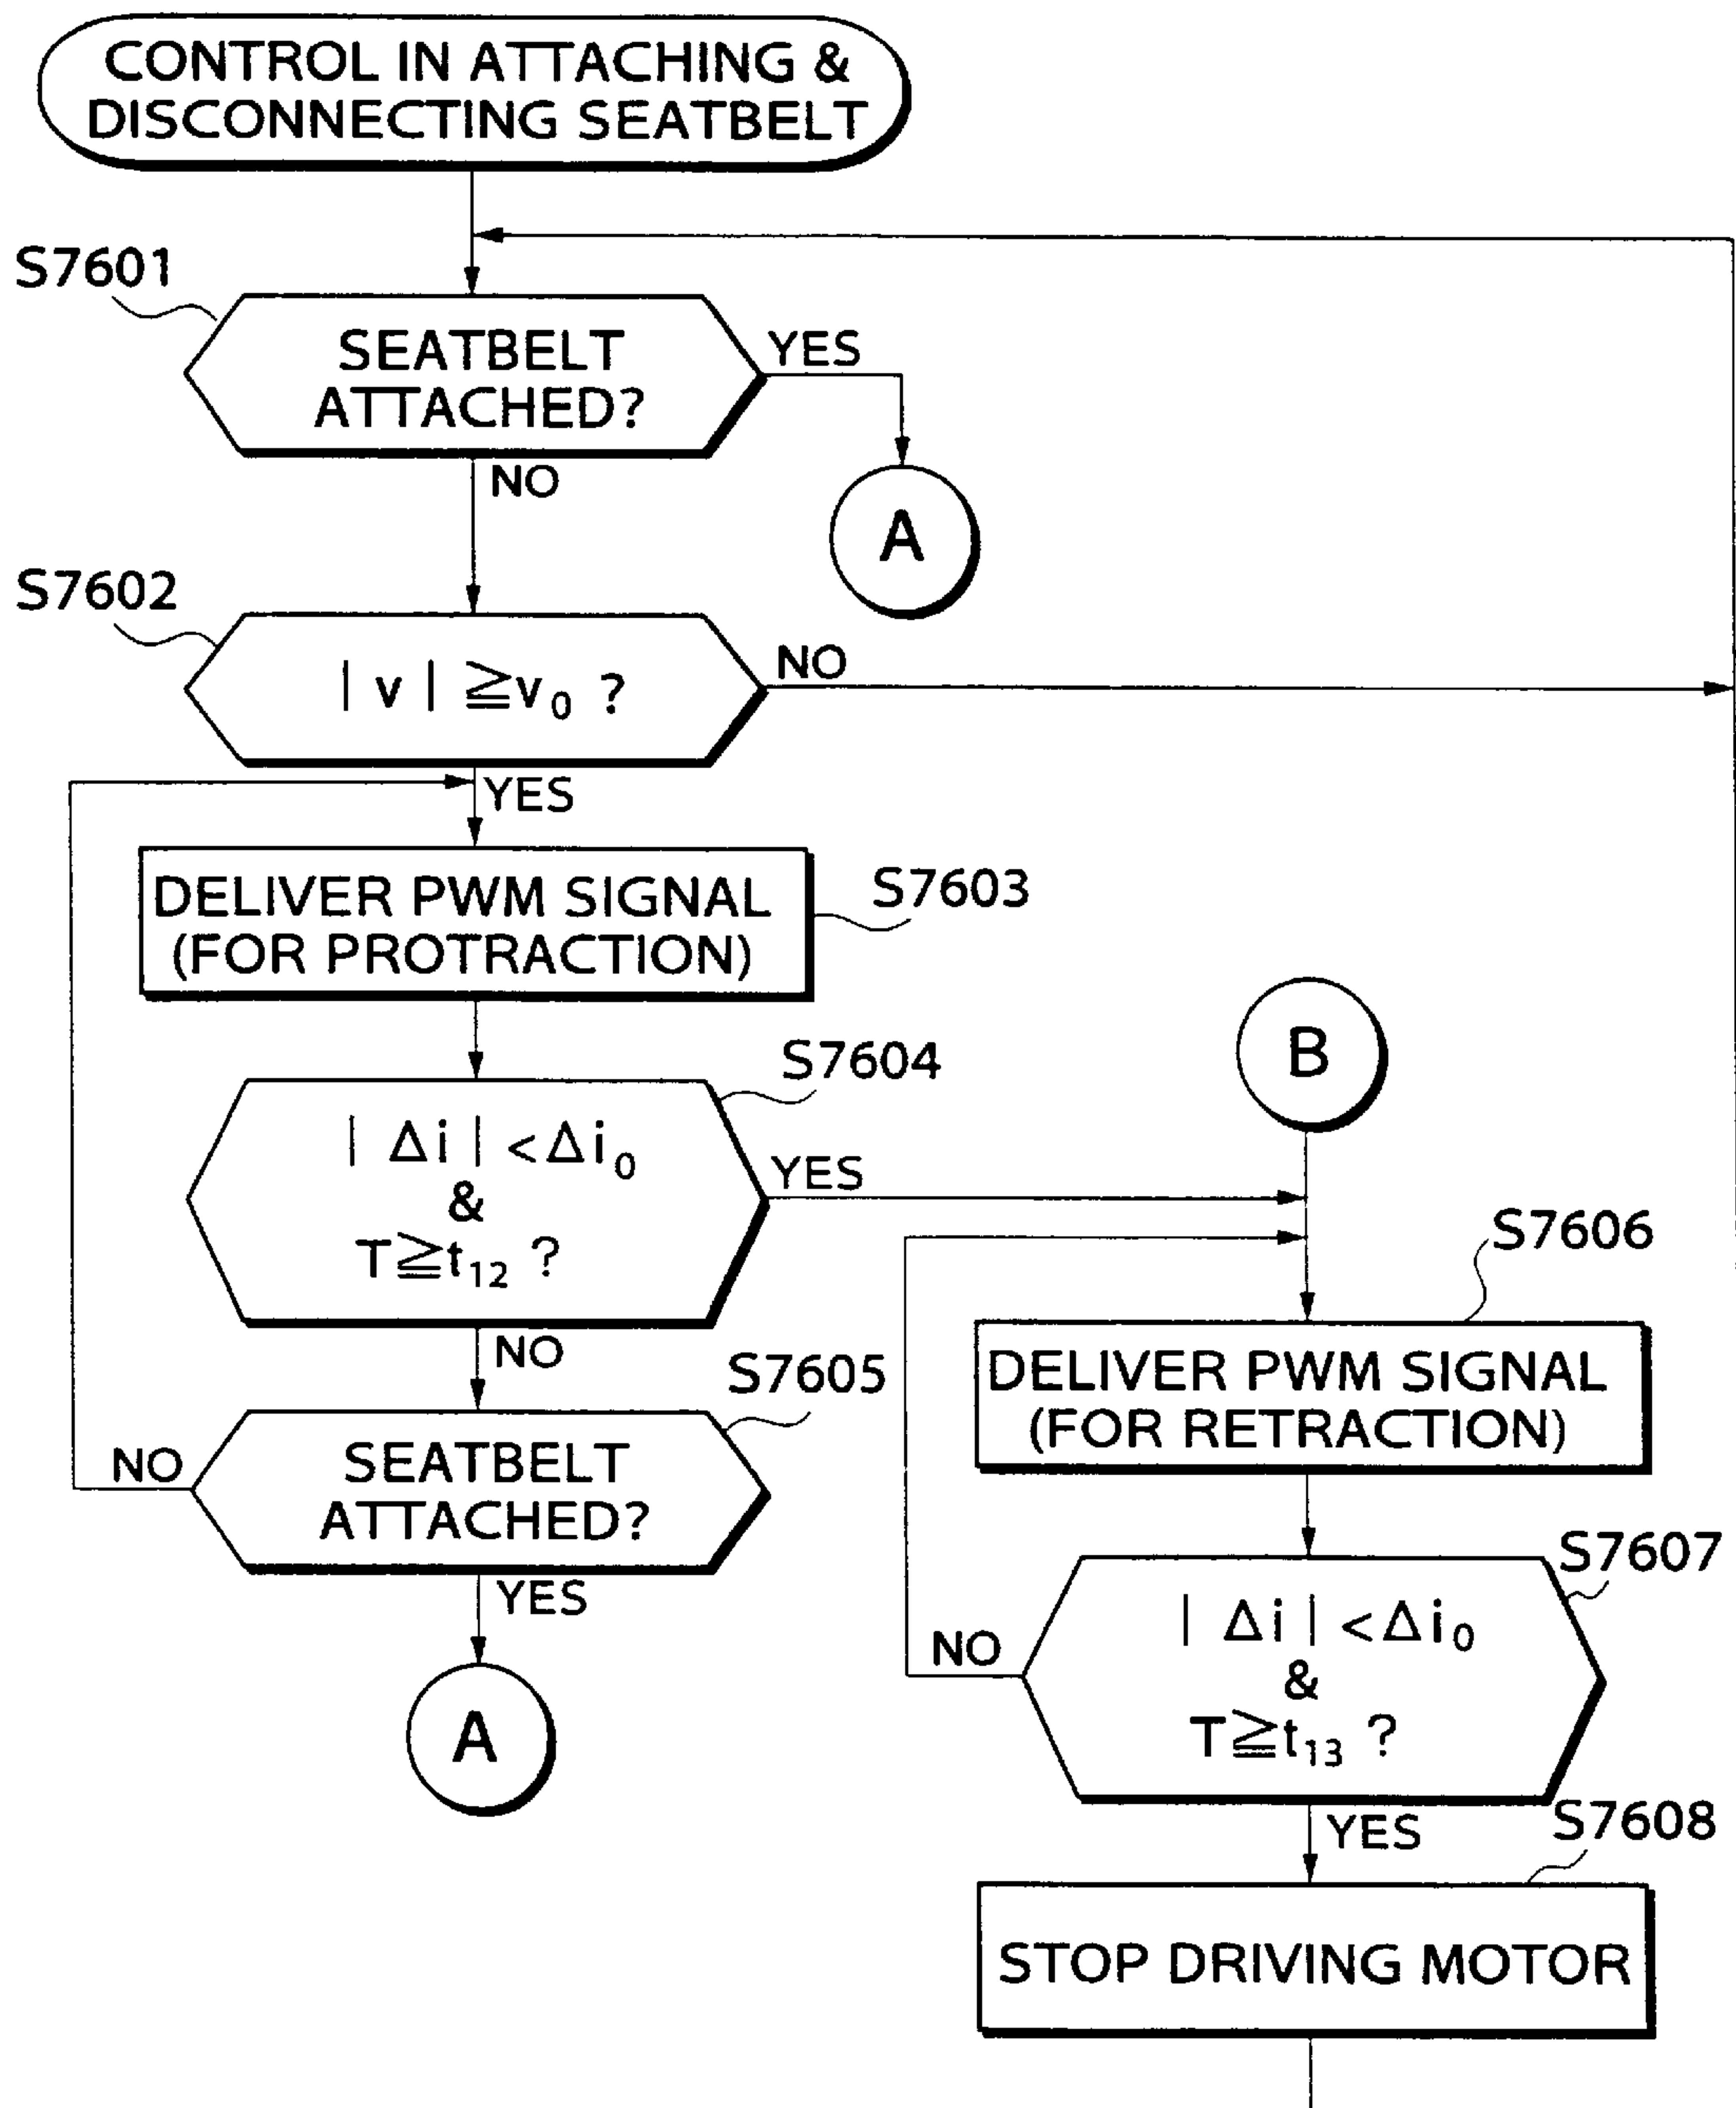 CONTROL IN ATTACHING &
DISCONNECTING SEATBELT
S7601
SEATBELT
ATTACHED?
YES
NO
A
S7602
| v | ≧v₀ ?
NO
YES
DELIVER PWM SIGNAL
(FOR PROTRACTION)
S7603
S7604
| Δi | <Δi₀
&
T≧t₁₂ ?
YES
NO
B
S7605
SEATBELT
ATTACHED?
NO
YES
A
S7606
DELIVER PWM SIGNAL
(FOR RETRACTION)
S7607
| Δi | <Δi₀
&
T≧t₁₃ ?
NO
YES
S7608
STOP DRIVING MOTOR